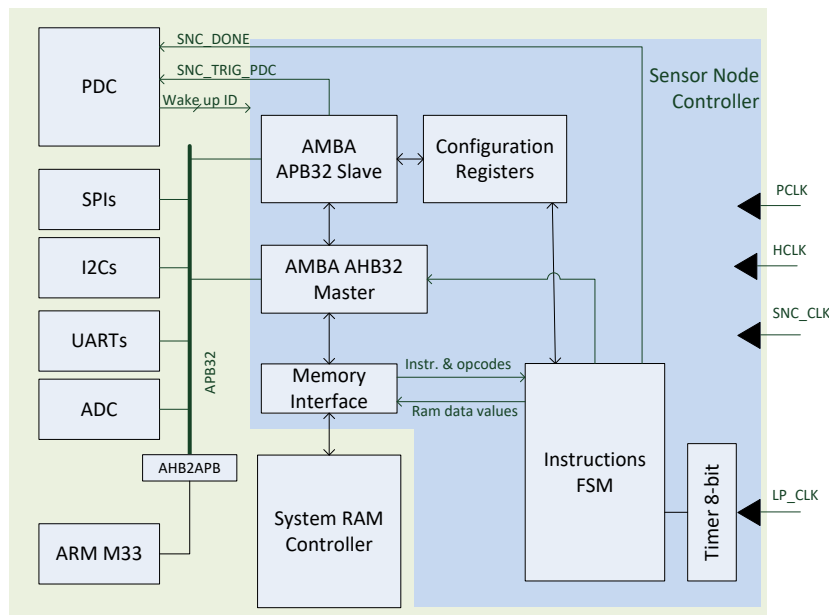 SNC_DONE
SNC_TRIG_PDC
PDC
Wake up ID
Sensor Node
Controller
AMBA
APB32 Slave
Configuration
Registers
SPIs
PCLK
I2Cs
AMBA AHB32
Master
HCLK
SNC_CLK
UARTs
APB32
Memory
Interface
Instr. & opcodes
Ram data values
ADC
AHB2APB
Instructions
FSM
Timer 8-bit
LP_CLK
System RAM
Controller
ARM M33